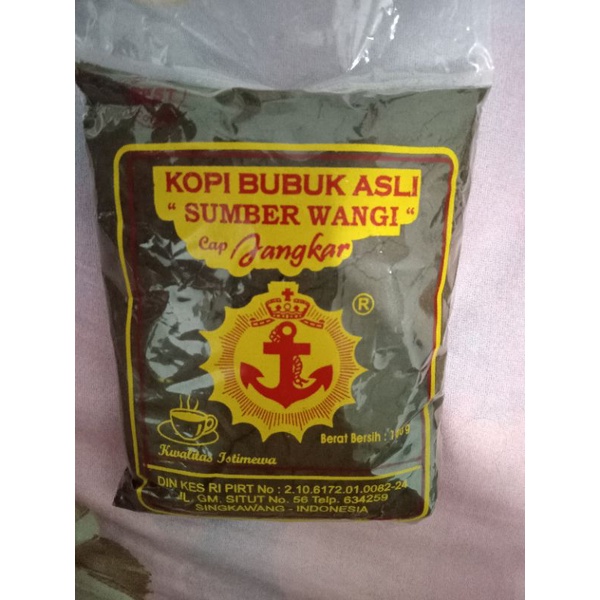 KOPI BUBUK ASLI
“ SUMBER WANGI “
Cap Jangkar
®
Berat Bersih :
Kwalitas Istimewa
DIN KES RI PIRT No : 2.10.6172.01.0082-24
JL. GM. SITUT No. 56 Telp. 634259
SINGKAWANG - INDONESIA